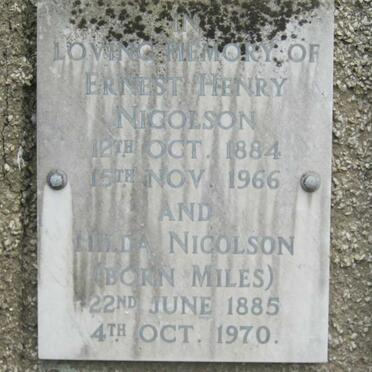 IN
LOVING MEMORY OF
ERNEST HENRY
NICOLSON
12TH OCT. 1884
15TH NOV. 1966
AND
HILDA NICOLSON
(BORN MILES)
22ND JUNE 1885
4TH OCT. 1970.